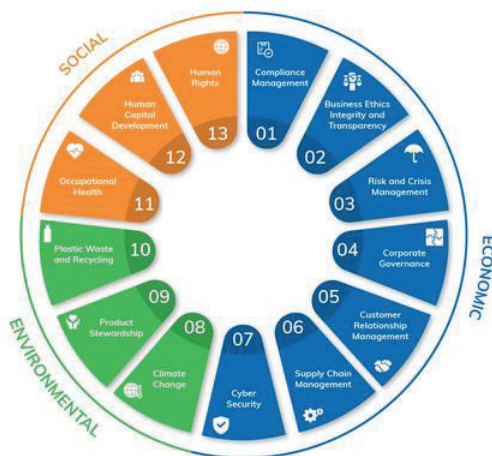 SOCIAL
ECONOMIC
ENVIRONMENTAL
Compliance
Management
01
Business Ethics
Integrity and
Transparency
02
Risk and Crisis
Management
03
Corporate
Governance
04
Customer
Relationship
Management
05
Supply Chain
Management
06
Cyber
Security
07
Climate
Change
08
Product
Stewardship
09
Plastic Waste
and Recycling
10
Occupational
Health
11
Human
Capital
Development
12
Human
Rights
13